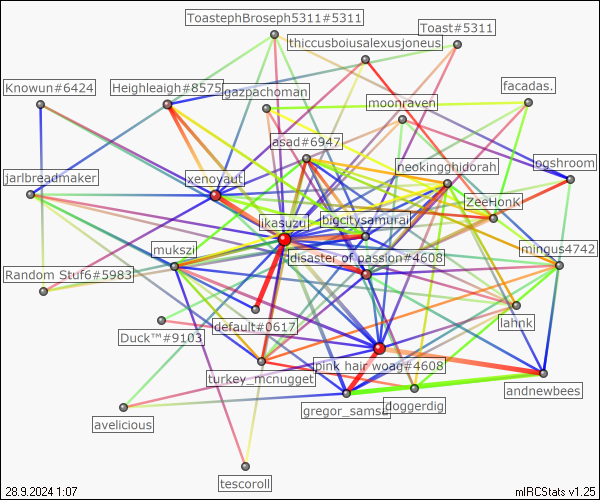 ToastephBroseph5311#5311
Toast#5311
thiccusboiusalexusjoneus
Knowun#6424
Heighleaigh#8575
gazpachoman
facadas.
moonraven
asad#6947
neokingghidorah
ogshroom
jarlbreadmaker
xenoyaut
ZeeHonK
ikasuzu
bigcitysamurai
mukszi
disaster of passion#4608
mingus4742
Random Stuf6#5983
default#0617
lahnk
Duck™#9103
pink hair woag#4608
turkey_mcnugget
andnewbees
gregor_samsa
doggerdig
avelicious
tescoroll
28.9.2024 1:07
mIRCStats v1.25